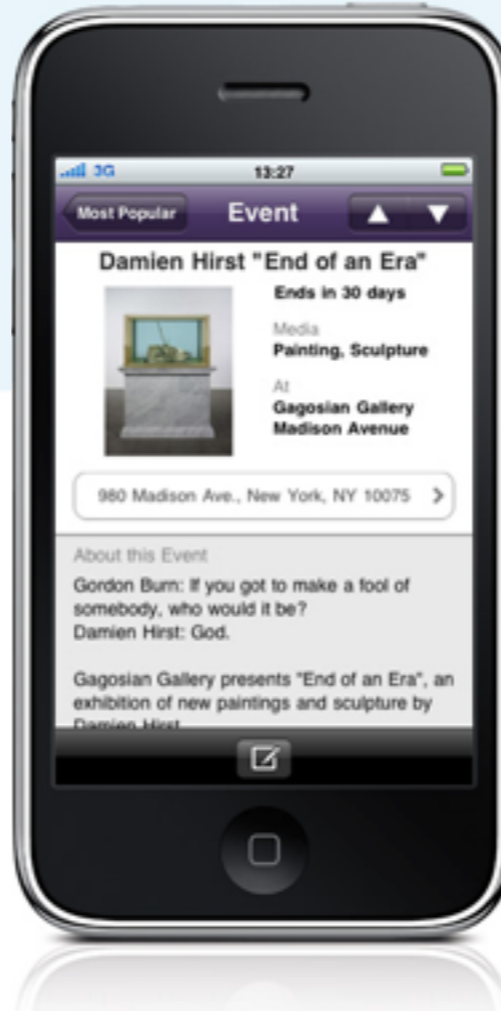 3G 13:27
Most Popular Event
Damien Hirst "End of an Era"
Ends in 30 days
Media
Painting, Sculpture
At
Gagosian Gallery
Madison Avenue
980 Madison Ave., New York, NY 10075
About this Event
Gordon Burn: If you got to make a fool of
somebody, who would it be?
Damien Hirst: God.
Gagosian Gallery presents "End of an Era", an
exhibition of new paintings and sculpture by
Damien Hirst